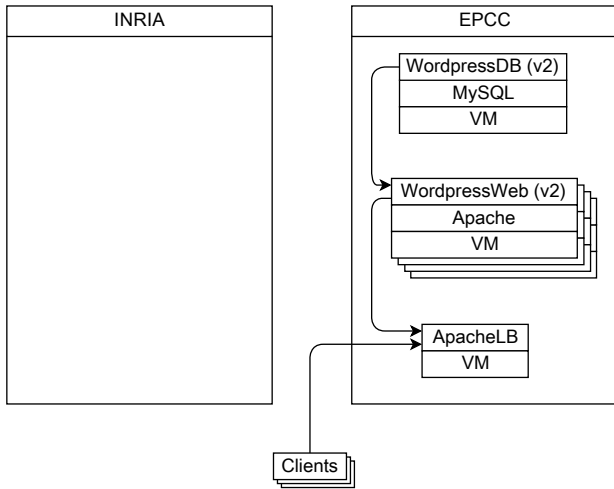 INRIA
EPCC
WordpressDB (v2)
MySQL
VM
WordpressWeb (v2)
Apache
VM
ApacheLB
VM
Clients